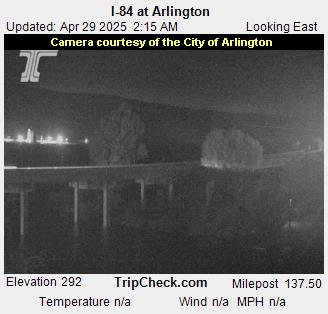 I-84 at Arlington
Updated: Apr 29 2025 2:15 AM Looking East
Camera courtesy of the City of Arlington
Elevation 292 TripCheck.com Milepost 137.50
Temperature n/a Wind n/a MPH n/a